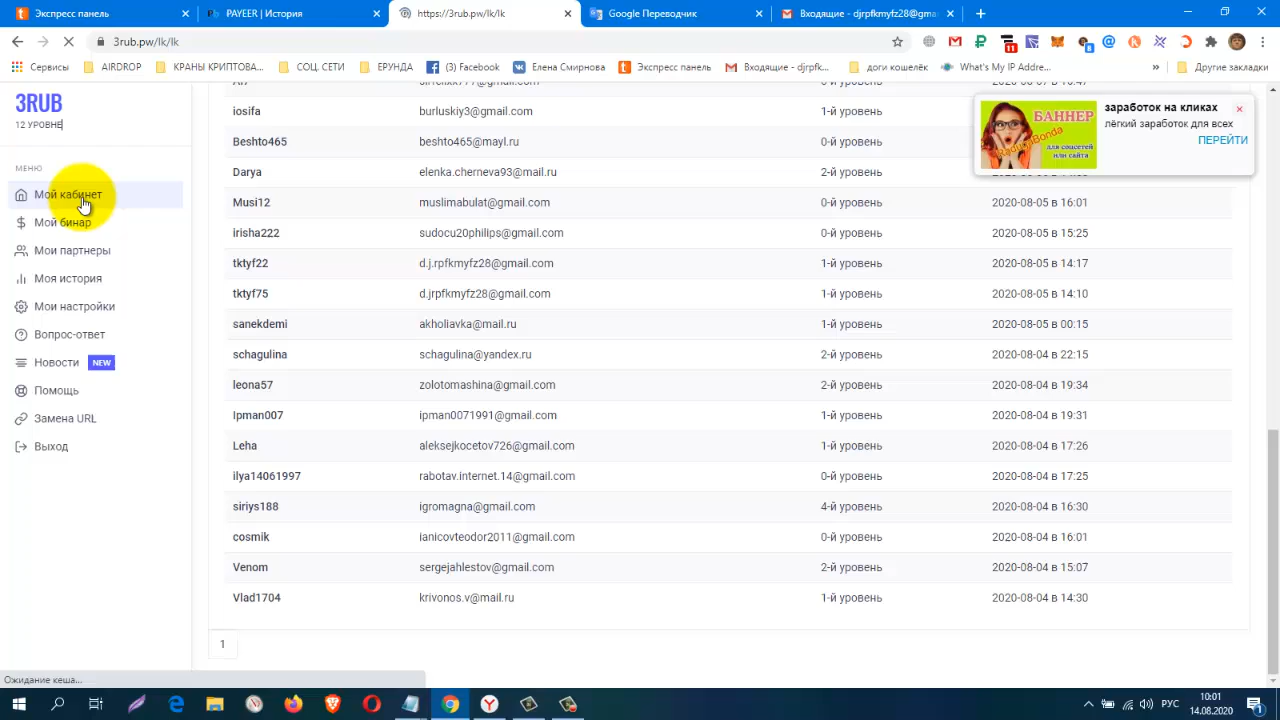 Экспресс панель
PAYEER | История
https://3rub.pw/lk/lk
Google Переводчик
Входящие - djrpfkmyfz28@gma
3rub.pw/lk/lk
11
8
Сервисы
AIRDROP
КРАНЫ КРИПТОВА...
СОЦ. СЕТИ
ЕРУНДА
(3) Facebook
Елена Смирнова
Экспресс панель
Входящие - djrpfk...
доги кошелёк
What's My IP Addre...
Другие закладки
3RUB
12 УРОВНЕ
МЕНЮ
Мой кабинет
Мой бинар
Мои партнеры
Моя история
Мои настройки
Вопрос-ответ
Новости NEW
Помощь
Замена URL
Выход
iosifa burluskiy3@gmail.com 1-й уровень
Beshto465 beshto465@mayl.ru 0-й уровень
Darya elenka.cherneva93@mail.ru 2-й уровень
Musi12 muslimabulat@gmail.com 0-й уровень 2020-08-05 в 16:01
irisha222 sudocu20philips@gmail.com 0-й уровень 2020-08-05 в 15:25
tktyf22 d.j.rpfkmyfz28@gmail.com 1-й уровень 2020-08-05 в 14:17
tktyf75 d.jrpfkmyfz28@gmail.com 1-й уровень 2020-08-05 в 14:10
sanekdemi akholiavka@mail.ru 1-й уровень 2020-08-05 в 00:15
schagulina schagulina@yandex.ru 2-й уровень 2020-08-04 в 22:15
leona57 zolotomashina@gmail.com 2-й уровень 2020-08-04 в 19:34
Ipman007 ipman0071991@gmail.com 1-й уровень 2020-08-04 в 19:31
Leha aleksejkocetov726@gmail.com 1-й уровень 2020-08-04 в 17:26
ilya14061997 rabotav.internet.14@gmail.com 0-й уровень 2020-08-04 в 17:25
siriys188 igromagna@gmail.com 4-й уровень 2020-08-04 в 16:30
cosmik ianicovteodor2011@gmail.com 0-й уровень 2020-08-04 в 16:01
Venom sergejahlestov@gmail.com 2-й уровень 2020-08-04 в 15:07
Vlad1704 krivonos.v@mail.ru 1-й уровень 2020-08-04 в 14:30
1
БАННЕР
RadictynBonda
для соцсетей
или сайта
заработок на кликах
лёгкий заработок для всех
ПЕРЕЙТИ
Ожидание кеша...
РУС
10:01
14.08.2020
1